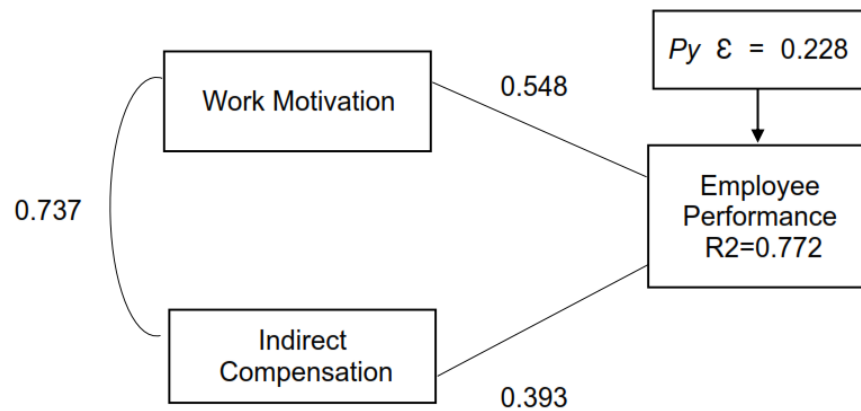 Py ε = 0.228
Work Motivation
0.548
Employee
Performance
R2=0.772
0.737
Indirect
Compensation
0.393